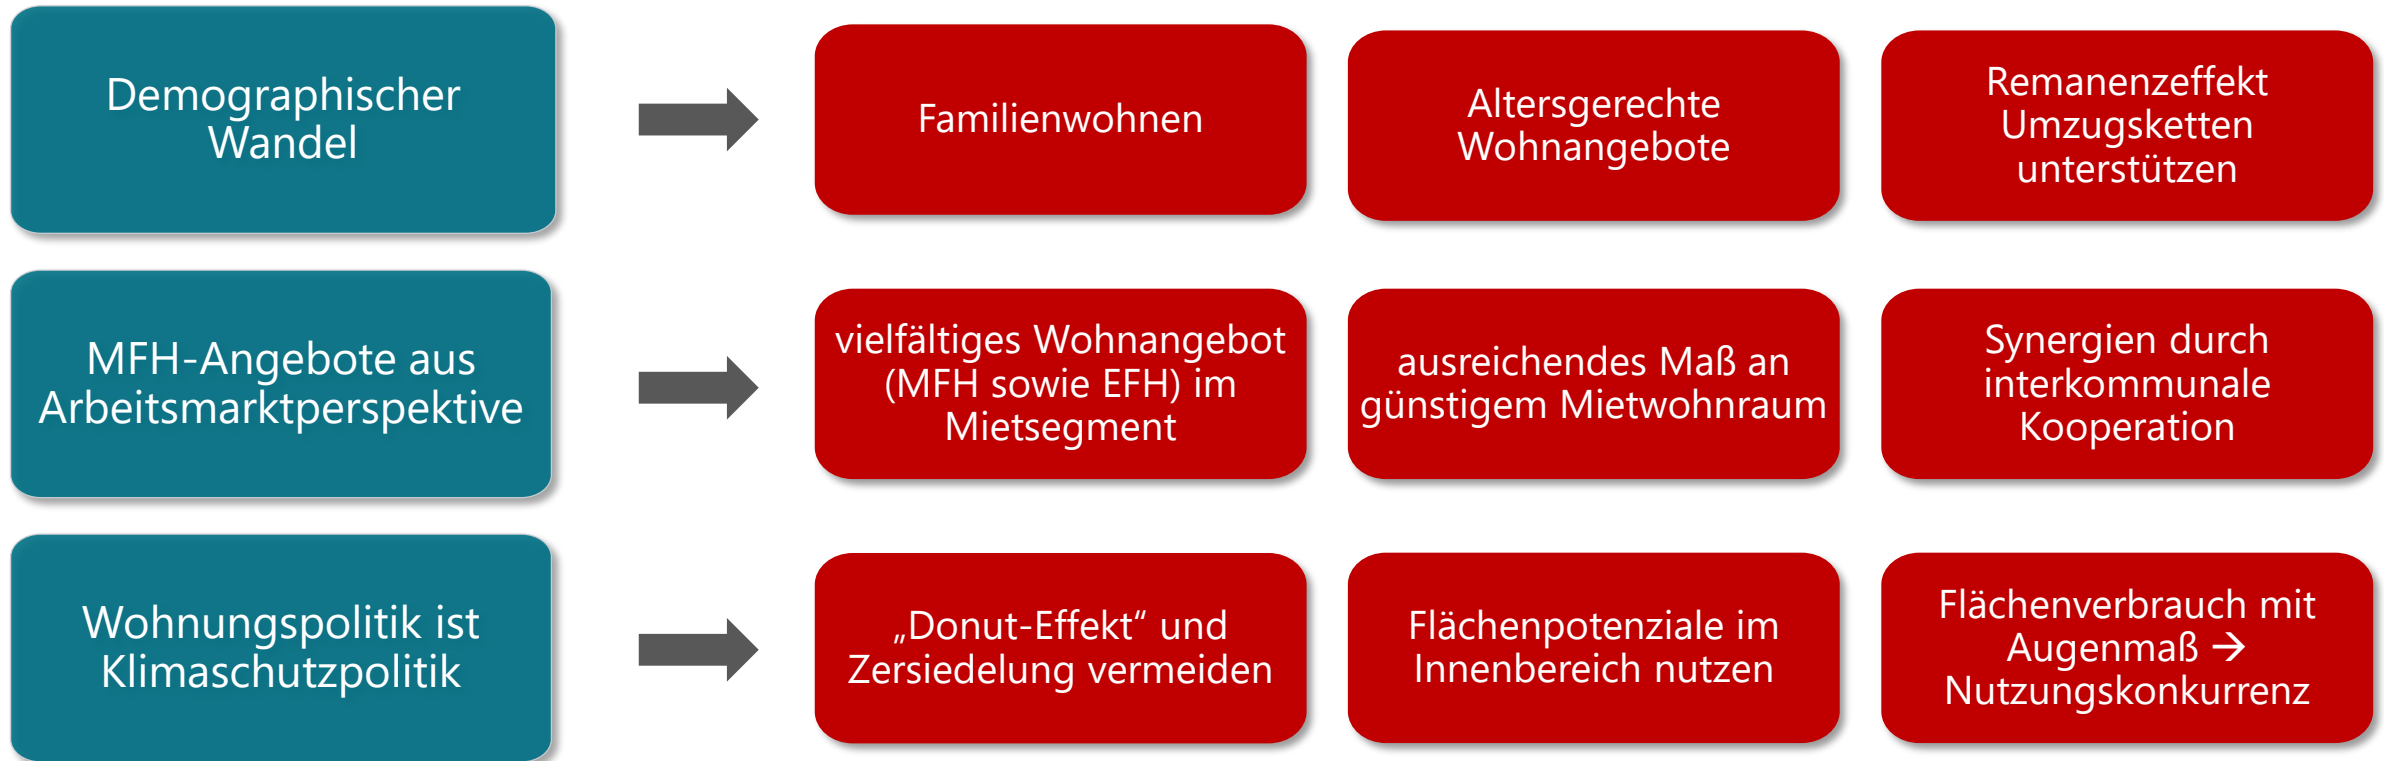 Demographischer
Wandel
Familienwohnen
Altersgerechte
Wohnangebote
Remanenzeffekt
Umzugsketten
unterstützen
MFH-Angebote aus
Arbeitsmarktperspektive
vielfältiges Wohnangebot
(MFH sowie EFH) im
Mietsegment
ausreichendes Maß an
günstigem Mietwohnraum
Synergien durch
interkommunale
Kooperation
Wohnungspolitik ist
Klimaschutzpolitik
„Donut-Effekt“ und
Zersiedelung vermeiden
Flächenpotenziale im
Innenbereich nutzen
Flächenverbrauch mit
Augenmaß →
Nutzungskonkurrenz